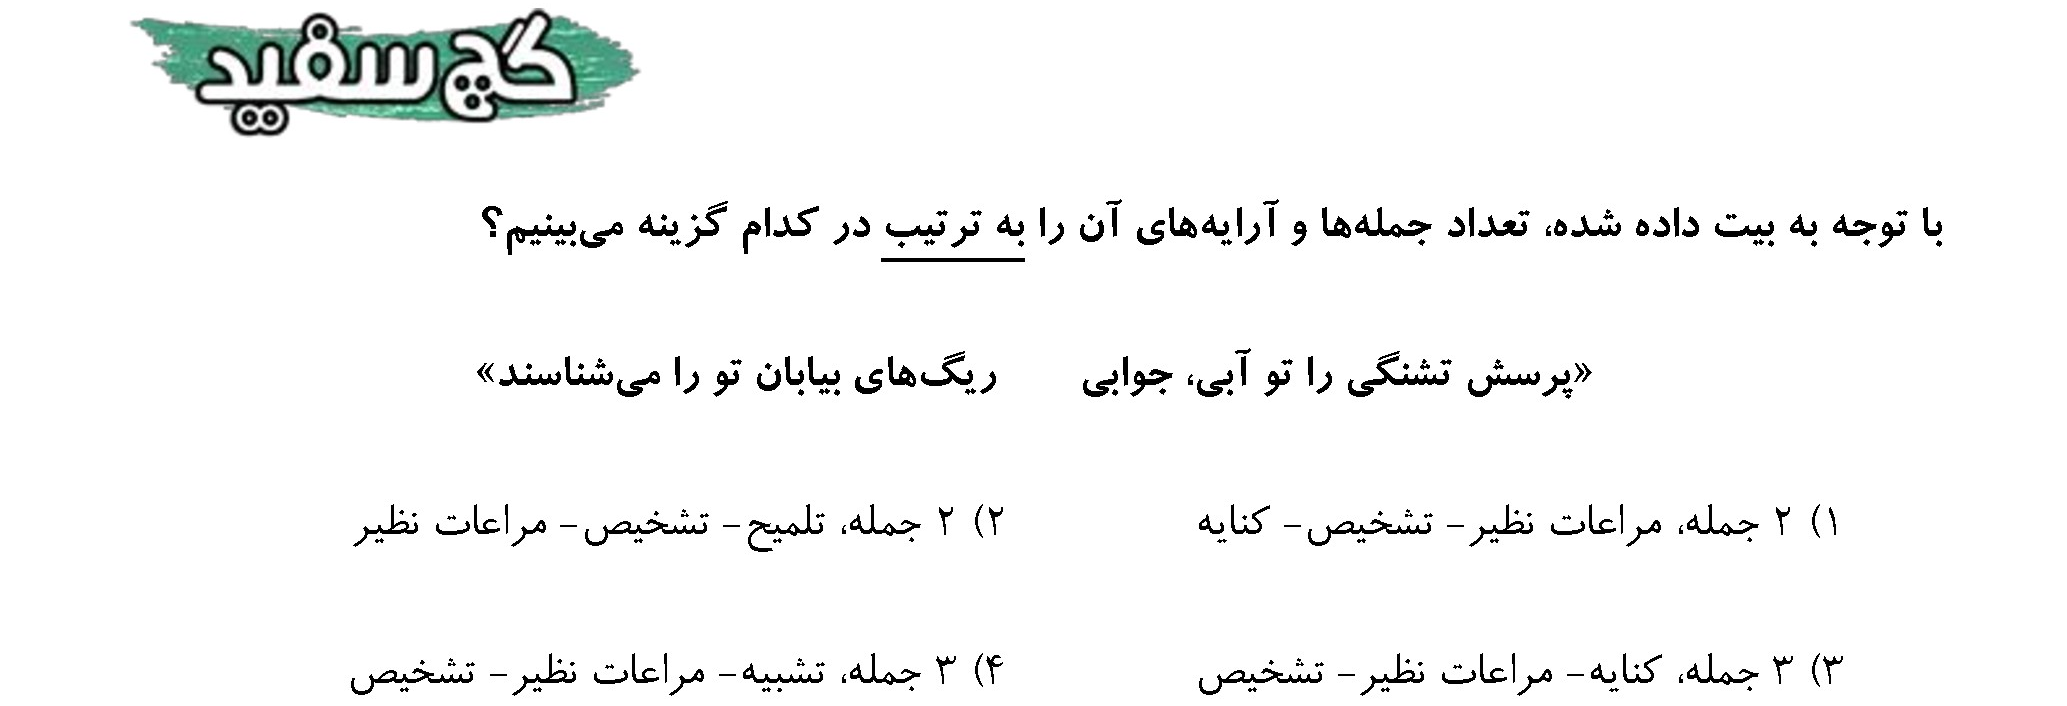 گچ سفید
با توجه به بیت داده شده، تعداد جمله‌ها و آرایه‌های آن را به ترتیب در کدام گزینه می‌بینیم؟
«پرسش تشنگی را تو آبی، جوابی ریگ‌های بیابان تو را می‌شناسند»
۱) ۲ جمله، مراعات نظیر – تشخیص – کنایه ۲) ۲ جمله، تلمیح – تشخیص – مراعات نظیر
۳) ۳ جمله، کنایه – مراعات نظیر – تشخیص ۴) ۳ جمله، تشبیه – مراعات نظیر – تشخیص